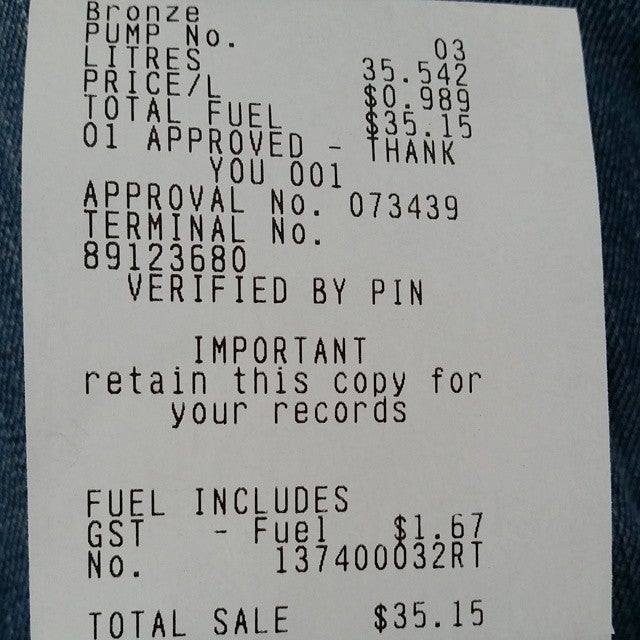 Bronze
PUMP No. 03
LITRES 35.542
PRICE/L $0.989
TOTAL FUEL $35.15
01 APPROVED - THANK
YOU 001
APPROVAL No. 073439
TERMINAL No.
89123680
VERIFIED BY PIN
IMPORTANT
retain this copy for
your records
FUEL INCLUDES
GST - Fuel $1.67
No. 137400032RT
TOTAL SALE $35.15